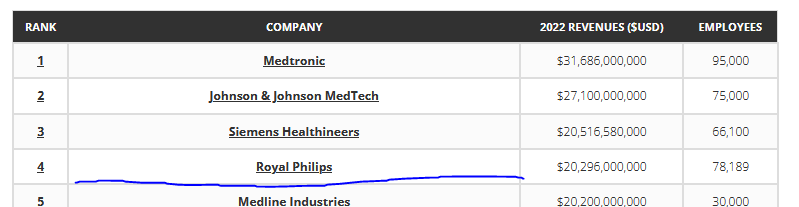 RANK COMPANY 2022 REVENUES ($USD) EMPLOYEES
1 Medtronic $31,686,000,000 95,000
2 Johnson & Johnson MedTech $27,100,000,000 75,000
3 Siemens Healthineers $20,516,580,000 66,100
4 Royal Philips $20,296,000,000 78,189
5 Medline Industries $20,200,000,000 30,000